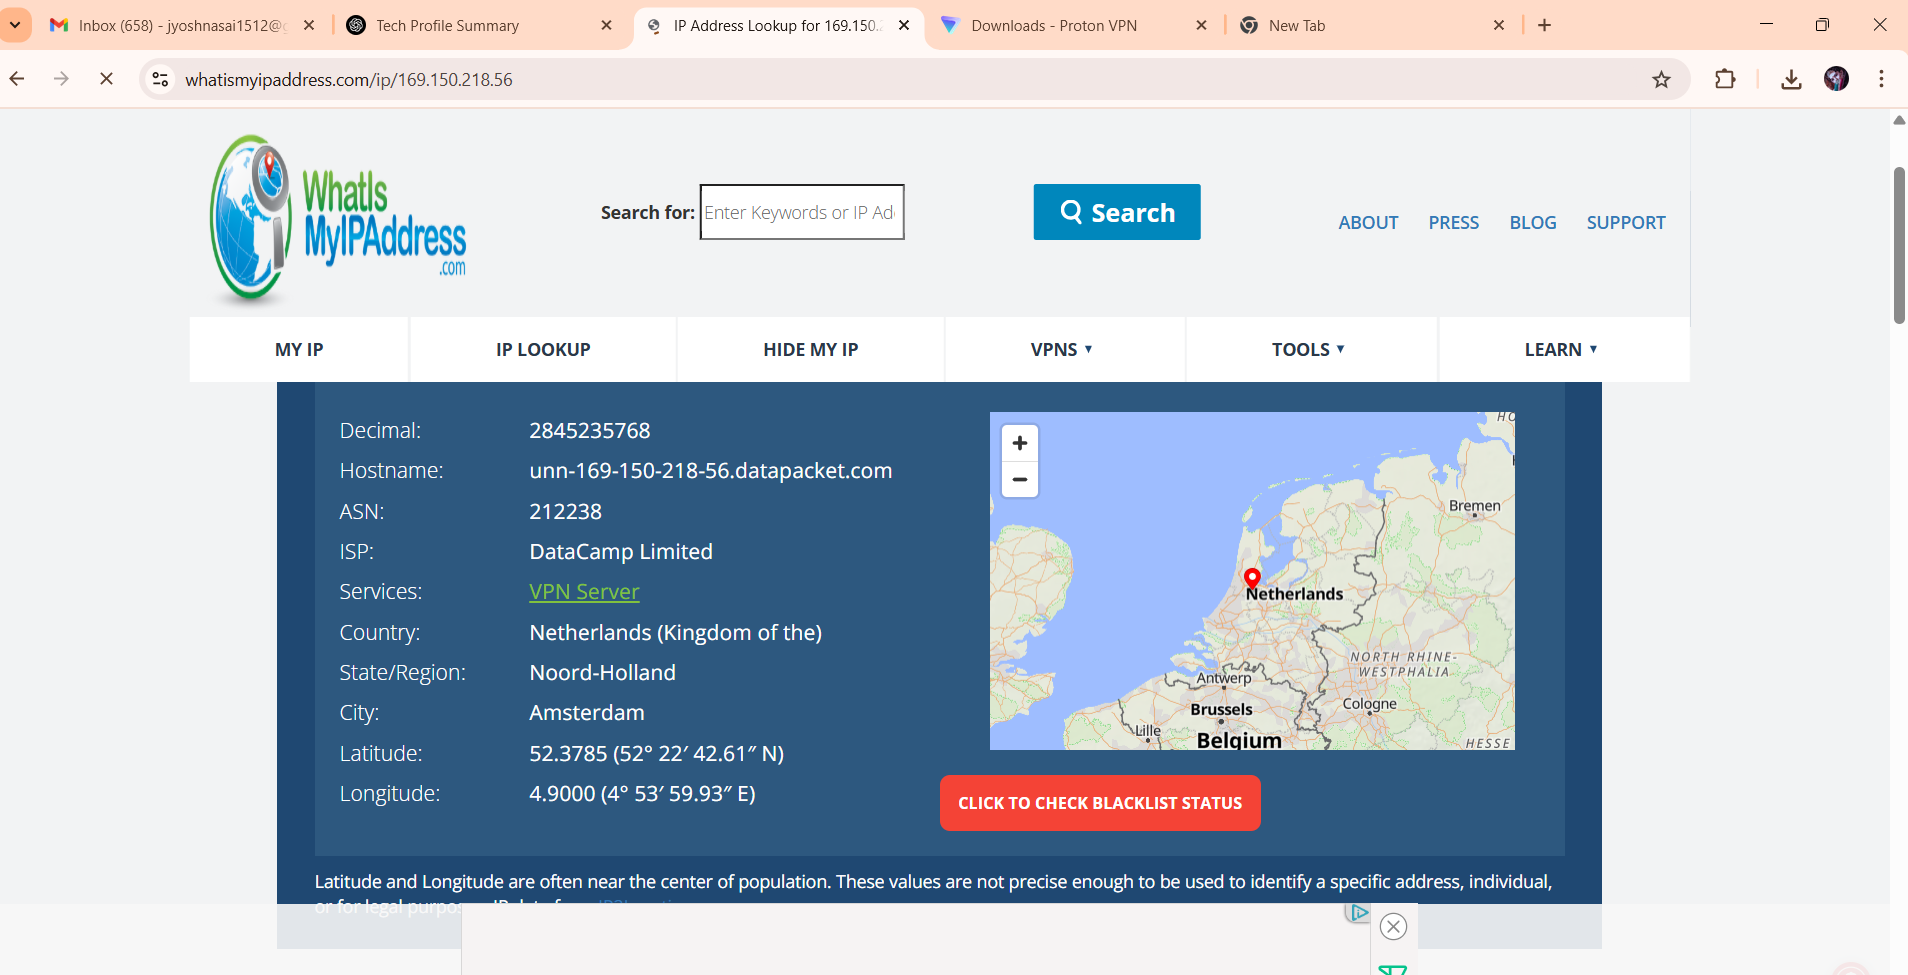 Inbox (658) - jyoshnasai1512@g
Tech Profile Summary
IP Address Lookup for 169.150.2
Downloads - Proton VPN
New Tab
whatismyipaddress.com/ip/169.150.218.56
WhatIs
MyIPAddress
.com
Search for:
Enter Keywords or IP Ad
Search
ABOUT
PRESS
BLOG
SUPPORT
MY IP
IP LOOKUP
HIDE MY IP
VPNS
TOOLS
LEARN
Decimal: 2845235768
Hostname: unn-169-150-218-56.datapacket.com
ASN: 212238
ISP: DataCamp Limited
Services: VPN Server
Country: Netherlands (Kingdom of the)
State/Region: Noord-Holland
City: Amsterdam
Latitude: 52.3785 (52° 22′ 42.61″ N)
Longitude: 4.9000 (4° 53′ 59.93″ E)
+
−
HO
Bremen
Netherlands
NORTH RHINE-
WESTPHALIA
Antwerp
Cologne
Brussels
Lille
Belgium
HESSE
CLICK TO CHECK BLACKLIST STATUS
Latitude and Longitude are often near the center of population. These values are not precise enough to be used to identify a specific address, individual,
or for legal